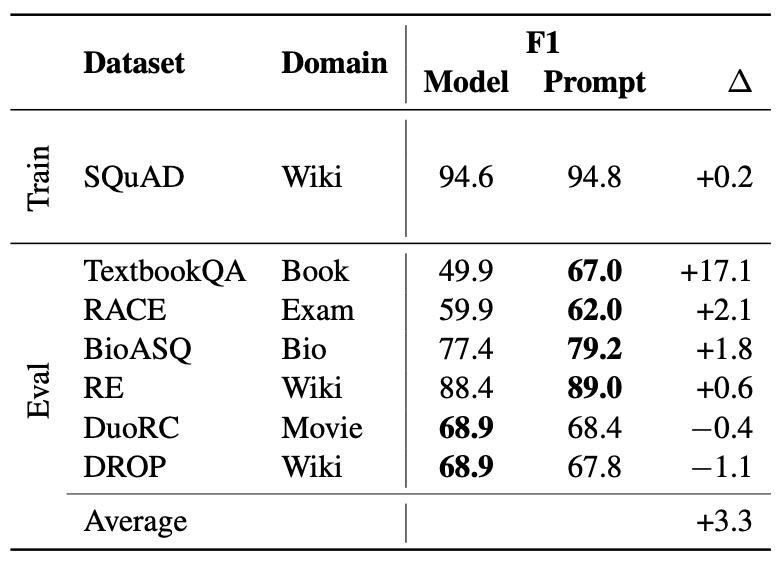 F1
Dataset Domain Model Prompt Δ
Train
SQuAD Wiki 94.6 94.8 +0.2
Eval
TextbookQA Book 49.9 67.0 +17.1
RACE Exam 59.9 62.0 +2.1
BioASQ Bio 77.4 79.2 +1.8
RE Wiki 88.4 89.0 +0.6
DuoRC Movie 68.9 68.4 −0.4
DROP Wiki 68.9 67.8 −1.1
Average +3.3